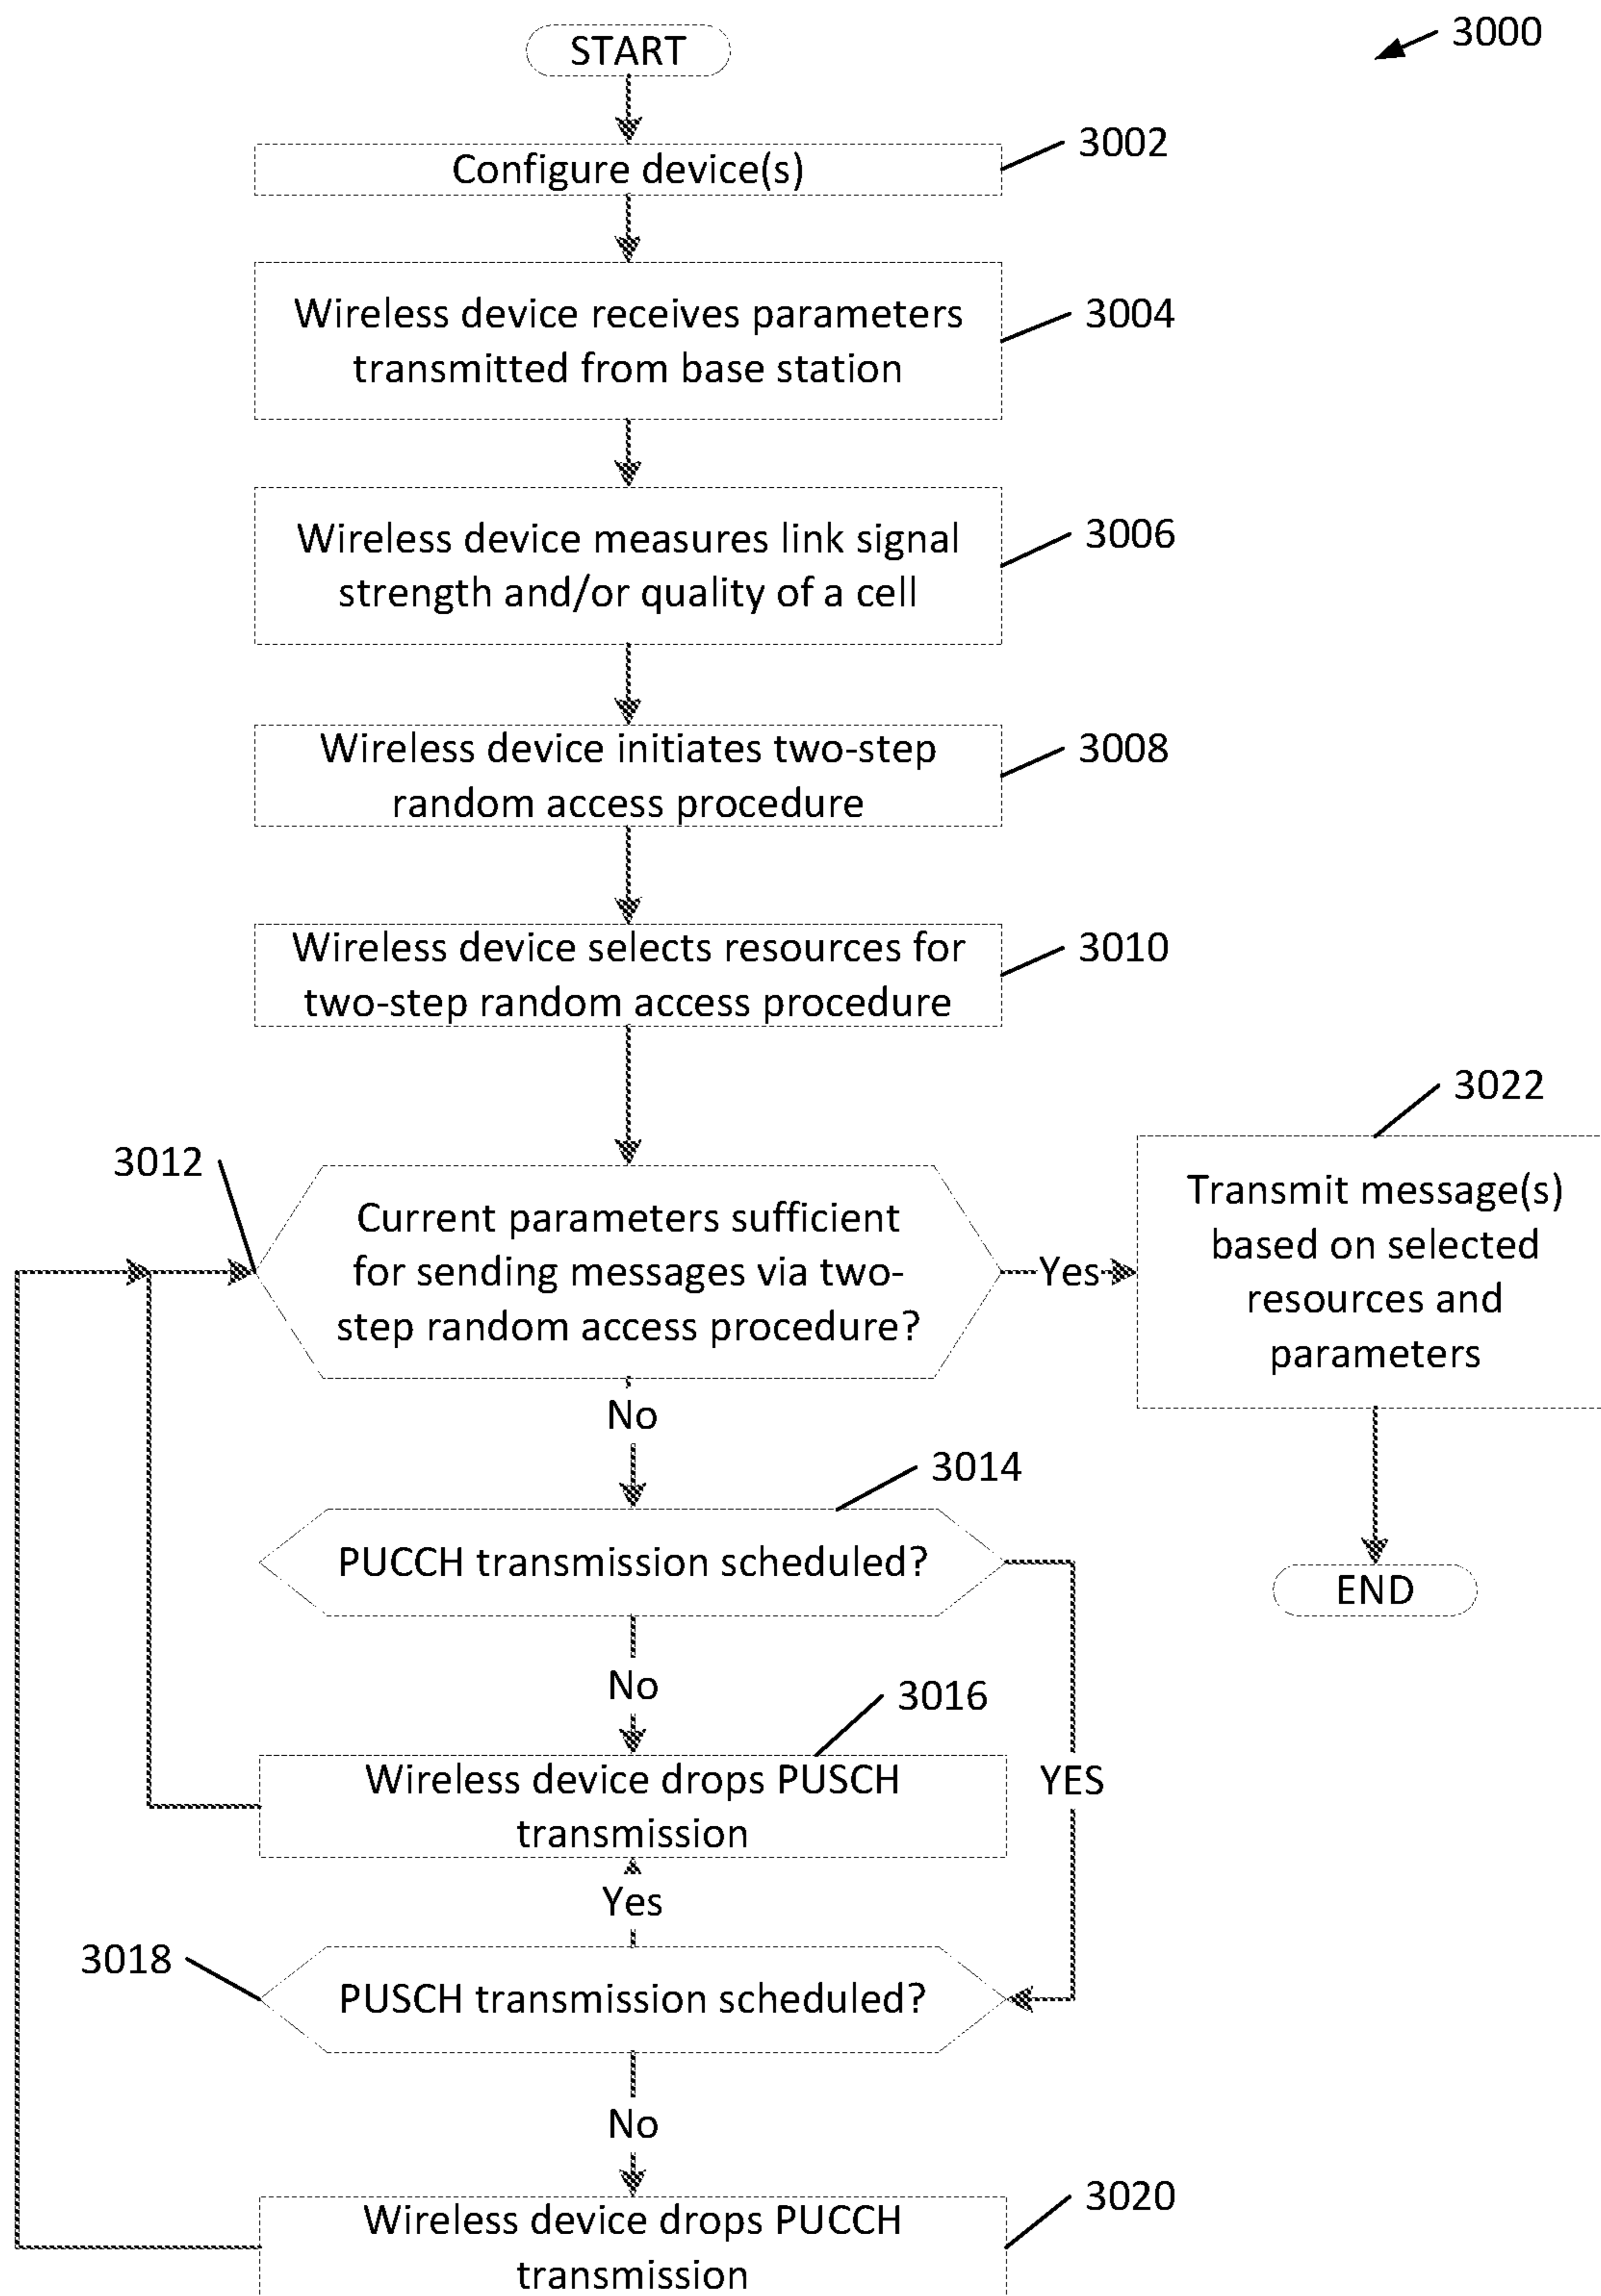 START
3000
Configure device(s)
3002
Wireless device receives parameters
transmitted from base station
3004
Wireless device measures link signal
strength and/or quality of a cell
3006
Wireless device initiates two-step
random access procedure
3008
Wireless device selects resources for
two-step random access procedure
3010
3012
Current parameters sufficient
for sending messages via two-
step random access procedure?
Yes
3022
Transmit message(s)
based on selected
resources and
parameters
END
No
3014
PUCCH transmission scheduled?
No
YES
3016
Wireless device drops PUSCH
transmission
Yes
3018
PUSCH transmission scheduled?
No
3020
Wireless device drops PUCCH
transmission